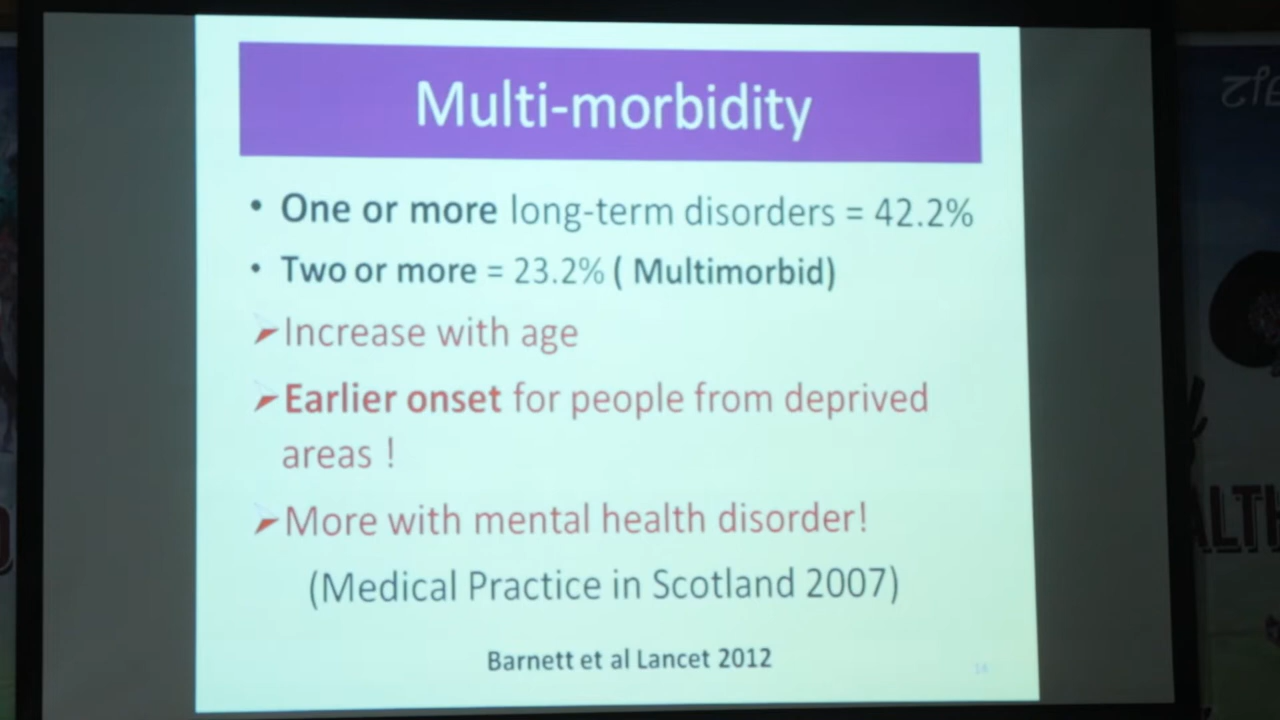 Multi-morbidity
• One or more long-term disorders = 42.2%
• Two or more = 23.2% ( Multimorbid)
➢Increase with age
➢Earlier onset for people from deprived
areas !
➢More with mental health disorder!
(Medical Practice in Scotland 2007)
Barnett et al Lancet 2012
14